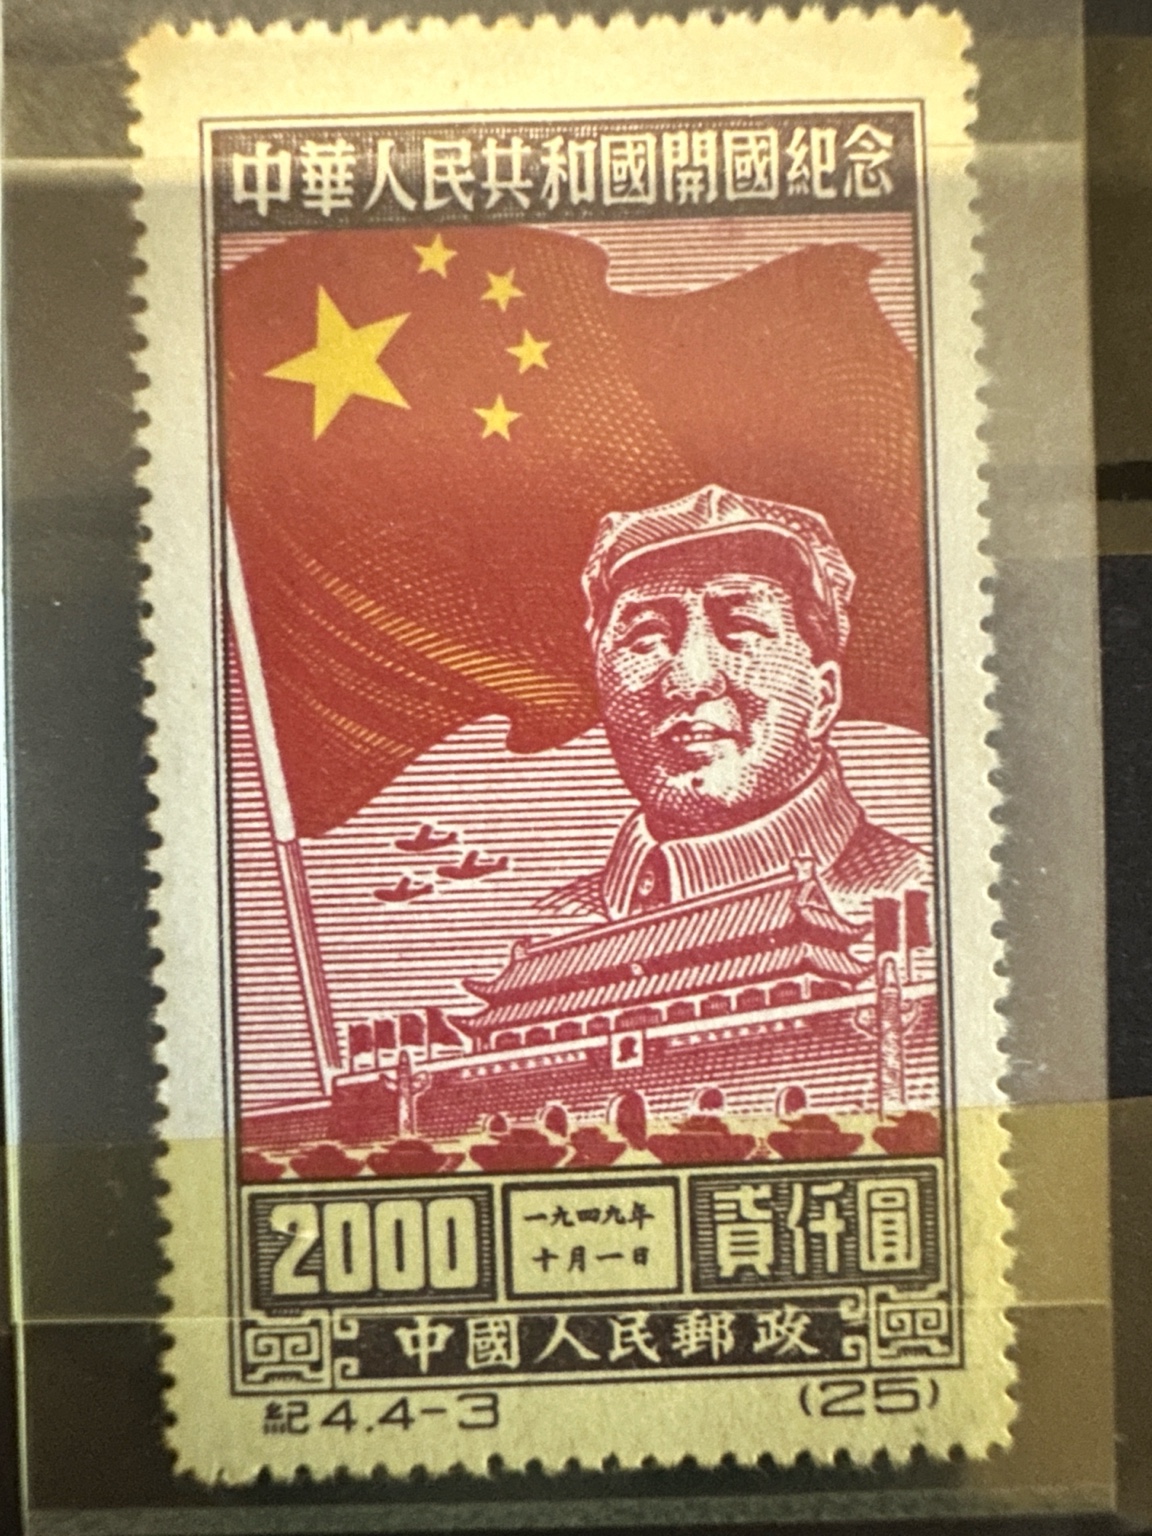 中華人民共和國開國紀念
2000
一九四九年
十月一日
貳仟圓
中國人民郵政
紀4.4-3
(25)